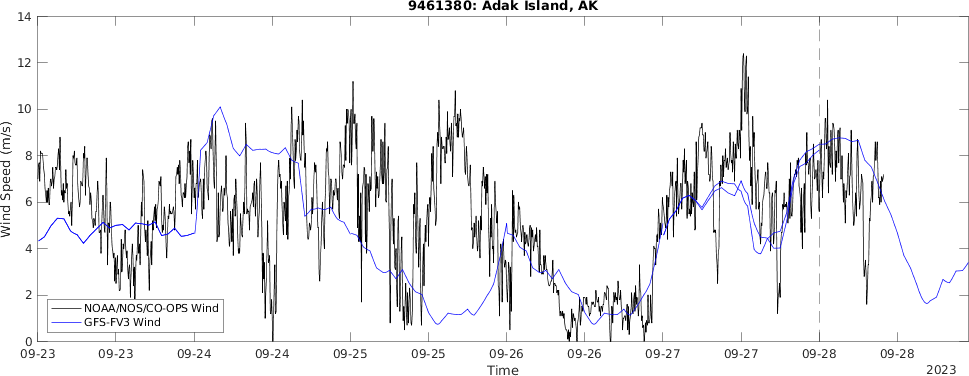 9461380: Adak Island, AK
Wind Speed (m/s)
14
12
10
8
6
4
2
0
NOAA/NOS/CO-OPS Wind
GFS-FV3 Wind
09-23 09-23 09-24 09-24 09-25 09-25 09-26 09-26 09-27 09-27 09-28 09-28
Time
2023